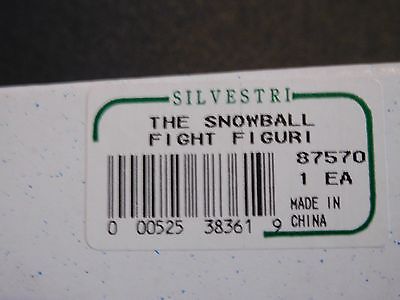 SILVESTRI
THE SNOWBALL
FIGHT FIGURI
87570
1 EA
MADE IN
CHINA
0 00525 38361 9